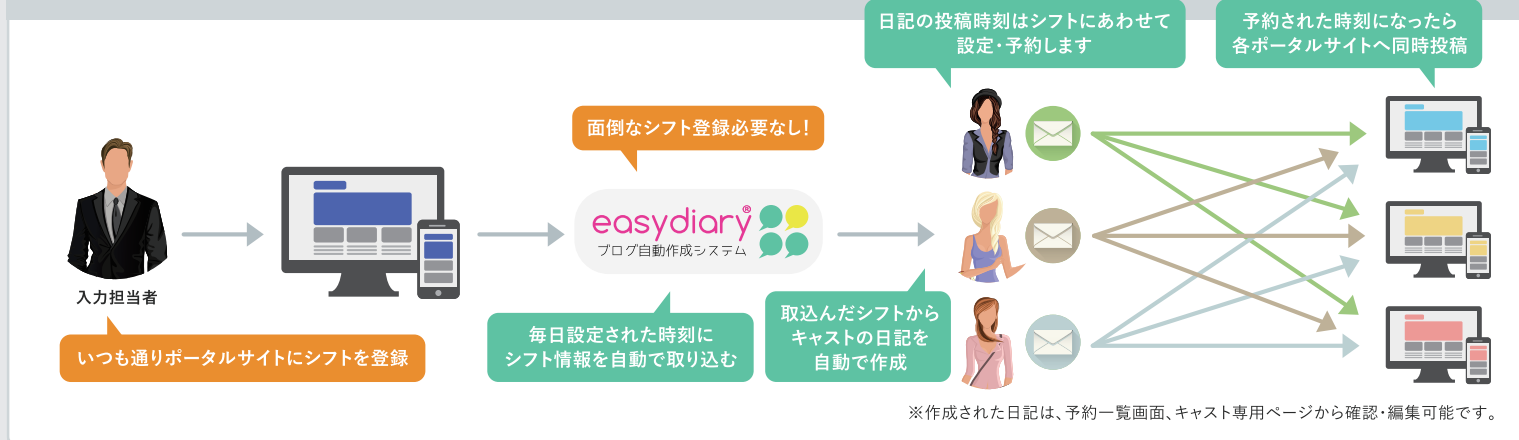 日記の投稿時刻はシフトにあわせて
設定・予約します
予約された時刻になったら
各ポータルサイトへ同時投稿
面倒なシフト登録必要なし！
easydiary®
ブログ自動作成システム
入力担当者
いつも通りポータルサイトにシフトを登録
毎日設定された時刻に
シフト情報を自動で取り込む
取込んだシフトから
キャストの日記を
自動で作成
※作成された日記は、予約一覧画面、キャスト専用ページから確認・編集可能です。